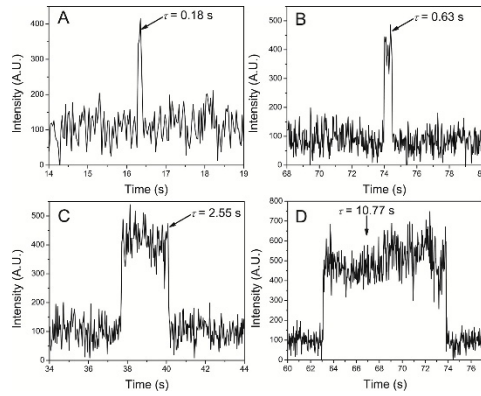 A
τ = 0.18 s
Intensity (A.U.)
400
300
200
100
0
14 15 16 17 18 19
Time (s)
B
τ = 0.63 s
Intensity (A.U.)
500
400
300
200
100
0
68 70 72 74 76 78 80
Time (s)
C
τ = 2.55 s
Intensity (A.U.)
500
400
300
200
100
0
34 36 38 40 42 44
Time (s)
D
τ = 10.77 s
Intensity (A.U.)
800
700
600
500
400
300
200
100
0
60 62 64 66 68 70 72 74 76
Time (s)